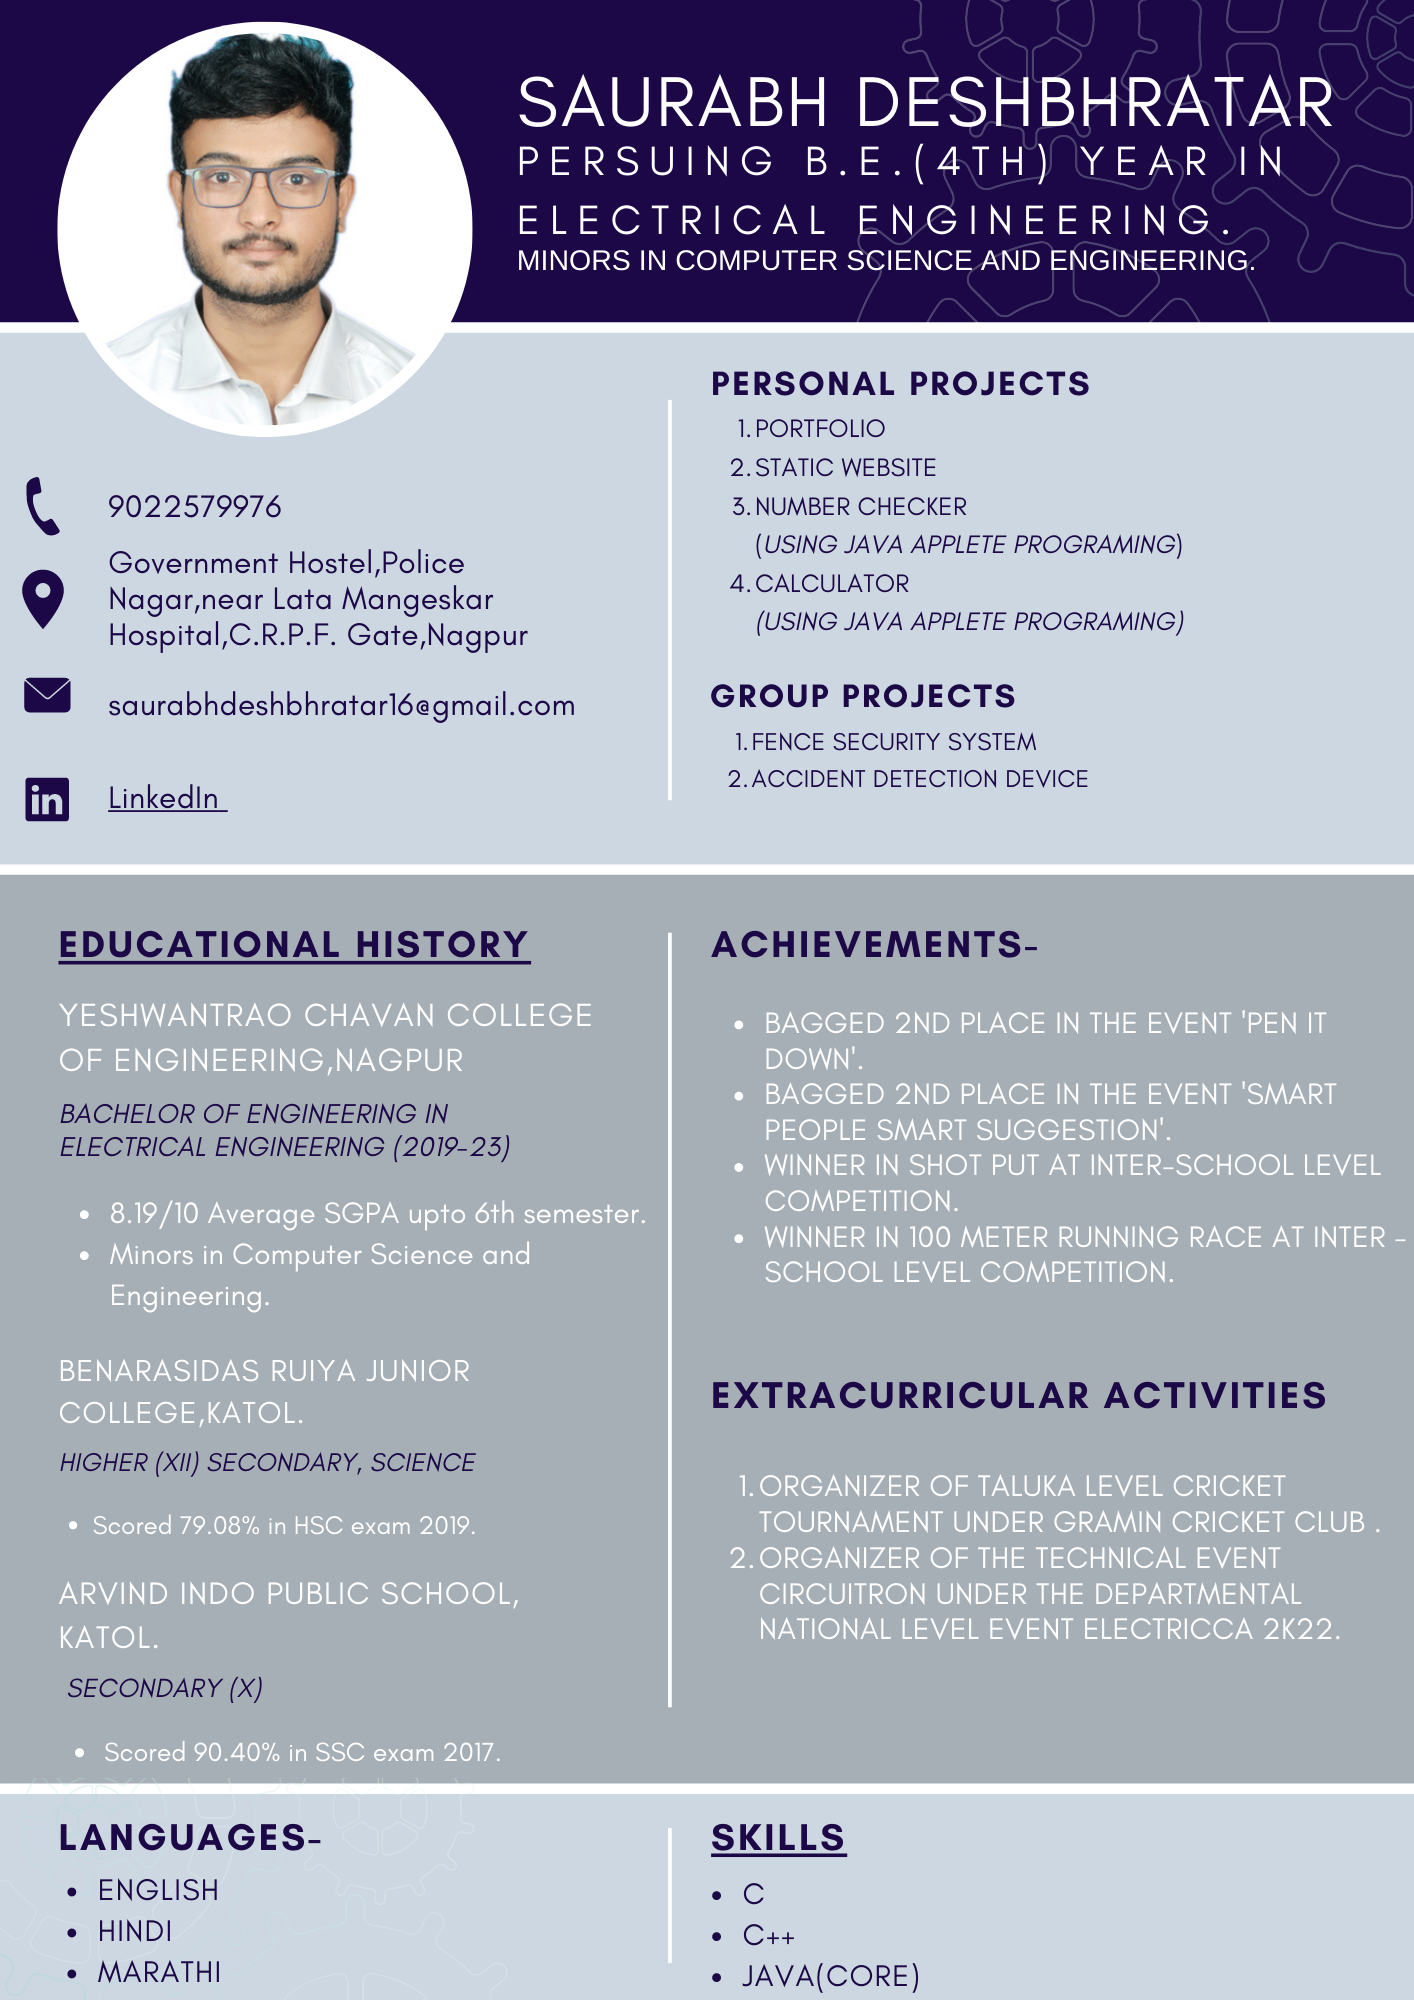 SAURABH DESHBHRATAR
PERSUING B.E.(4TH) YEAR IN
ELECTRICAL ENGINEERING.
MINORS IN COMPUTER SCIENCE AND ENGINEERING.
9022579976
Government Hostel,Police
Nagar,near Lata Mangeskar
Hospital,C.R.P.F. Gate,Nagpur
saurabhdeshbhratar16@gmail.com
in
LinkedIn
PERSONAL PROJECTS
1. PORTFOLIO
2. STATIC WEBSITE
3. NUMBER CHECKER
(USING JAVA APPLETE PROGRAMING)
4. CALCULATOR
(USING JAVA APPLETE PROGRAMING)
GROUP PROJECTS
1. FENCE SECURITY SYSTEM
2. ACCIDENT DETECTION DEVICE
EDUCATIONAL HISTORY
YESHWANTRAO CHAVAN COLLEGE
OF ENGINEERING,NAGPUR
BACHELOR OF ENGINEERING IN
ELECTRICAL ENGINEERING (2019-23)
• 8.19/10 Average SGPA upto 6th semester.
• Minors in Computer Science and
Engineering.
BENARASIDAS RUIYA JUNIOR
COLLEGE,KATOL.
HIGHER (XII) SECONDARY, SCIENCE
• Scored 79.08% in HSC exam 2019.
ARVIND INDO PUBLIC SCHOOL,
KATOL.
SECONDARY (X)
• Scored 90.40% in SSC exam 2017.
ACHIEVEMENTS-
• BAGGED 2ND PLACE IN THE EVENT 'PEN IT
DOWN'.
• BAGGED 2ND PLACE IN THE EVENT 'SMART
PEOPLE SMART SUGGESTION'.
• WINNER IN SHOT PUT AT INTER-SCHOOL LEVEL
COMPETITION.
• WINNER IN 100 METER RUNNING RACE AT INTER -
SCHOOL LEVEL COMPETITION.
EXTRACURRICULAR ACTIVITIES
1. ORGANIZER OF TALUKA LEVEL CRICKET
TOURNAMENT UNDER GRAMIN CRICKET CLUB .
2. ORGANIZER OF THE TECHNICAL EVENT
CIRCUITRON UNDER THE DEPARTMENTAL
NATIONAL LEVEL EVENT ELECTRICCA 2K22.
LANGUAGES-
• ENGLISH
• HINDI
• MARATHI
SKILLS
• C
• C++
• JAVA(CORE)